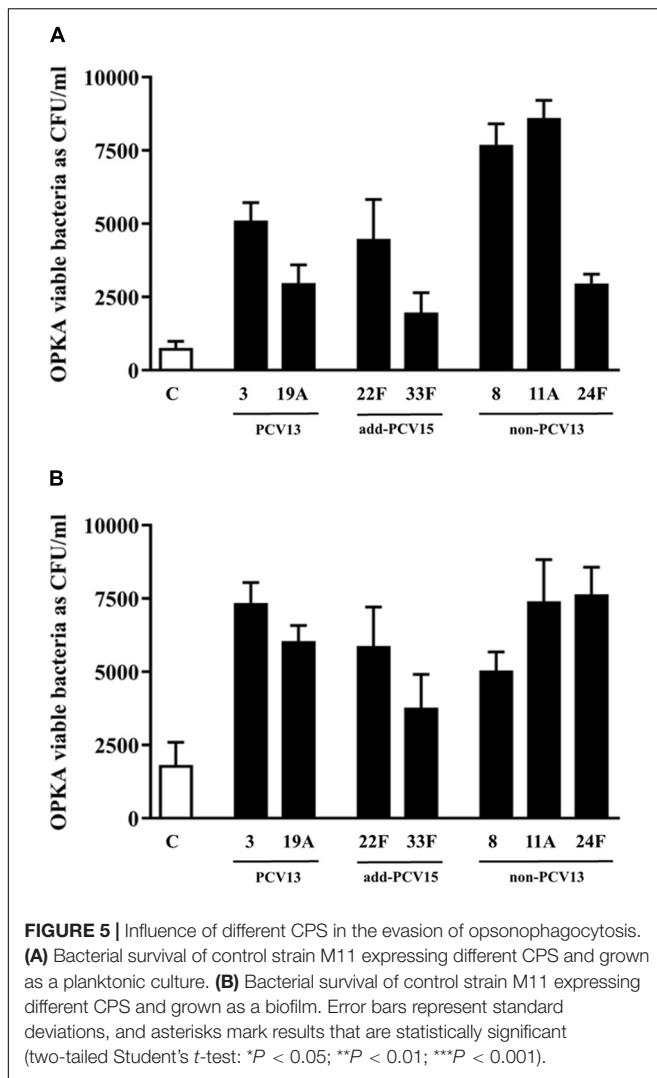 A
OPKA viable bacteria as CFU/ml
10000
7500
5000
2500
0
C 3 19A 22F 33F 8 11A 24F
PCV13 add-PCV15 non-PCV13
B
OPKA viable bacteria as CFU/ml
10000
7500
5000
2500
0
C 3 19A 22F 33F 8 11A 24F
PCV13 add-PCV15 non-PCV13
FIGURE 5 | Influence of different CPS in the evasion of opsonophagocytosis.
(A) Bacterial survival of control strain M11 expressing different CPS and grown
as a planktonic culture. (B) Bacterial survival of control strain M11 expressing
different CPS and grown as a biofilm. Error bars represent standard
deviations, and asterisks mark results that are statistically significant
(two-tailed Student's t-test: *P < 0.05; **P < 0.01; ***P < 0.001).